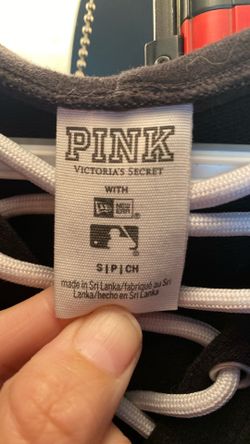 PINK
VICTORIA'S SECRET
WITH
NEW ERA
S|P|CH
made in Sri Lanka/fabriqué au Sri
Lanka/hecho en Sri Lanka